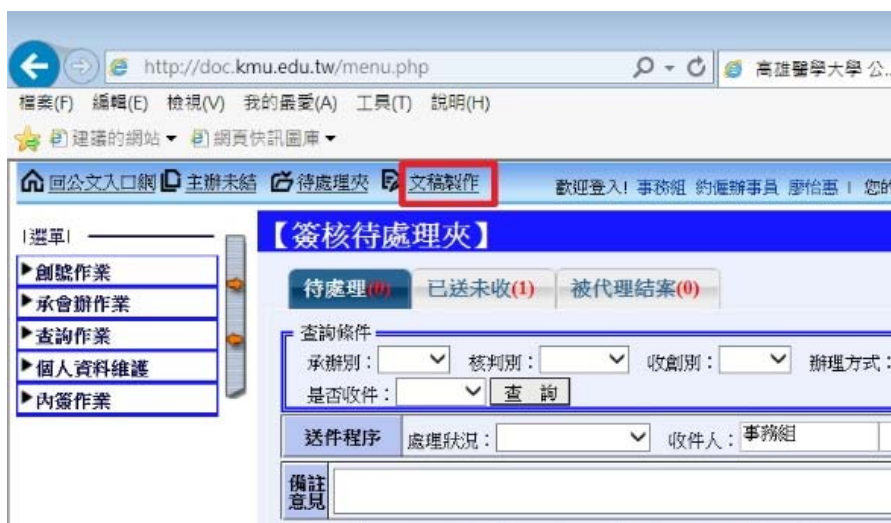 http://doc.kmu.edu.tw/menu.php
高雄醫學大學 公...
檔案(F) 編輯(E) 檢視(V) 我的最愛(A) 工具(T) 說明(H)
建議的網站 網頁快訊圖庫
回公文入口網 主辦未結 待處理夾 文稿製作 歡迎登入! 事務組 約僱辦事員 廖怡惠 | 您的
|選單|
【簽核待處理夾】
創號作業
承會辦作業
查詢作業
個人資料維護
內簽作業
待處理(0) 已送未收(1) 被代理結案(0)
查詢條件
承辦別： 核判別： 收創別： 辦理方式：
是否收件： 查 詢
送件程序 處理狀況： 收件人： 事務組
備註
意見